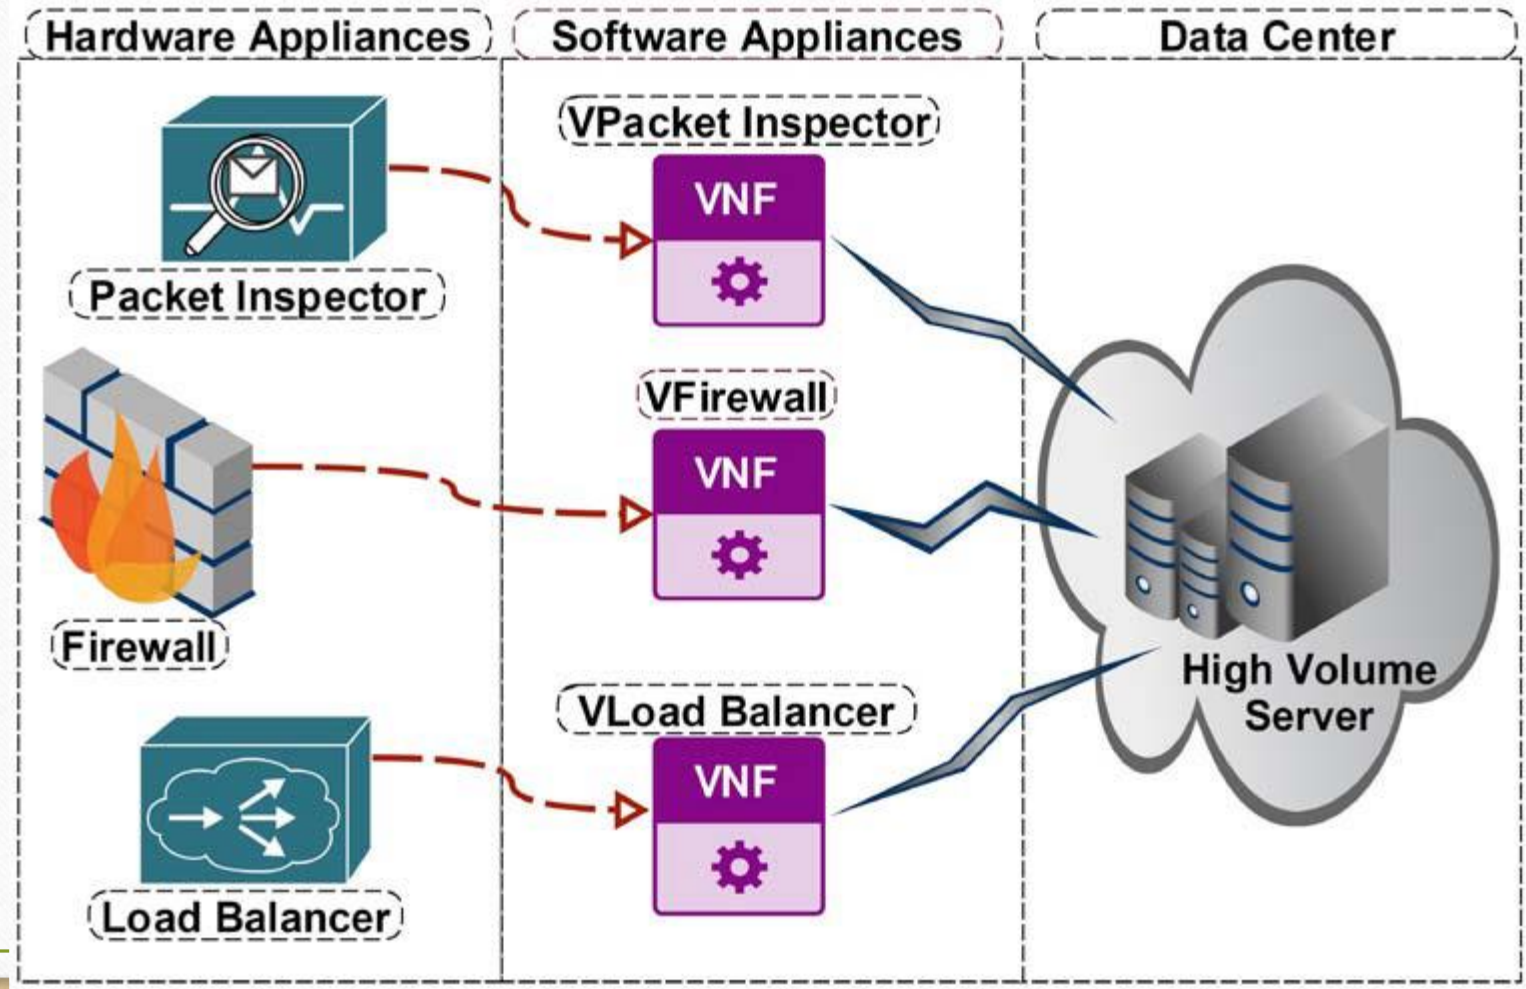 Hardware Appliances
Software Appliances
Data Center
Packet Inspector
Firewall
Load Balancer
VPacket Inspector
VNF
VFirewall
VNF
VLoad Balancer
VNF
High Volume
Server